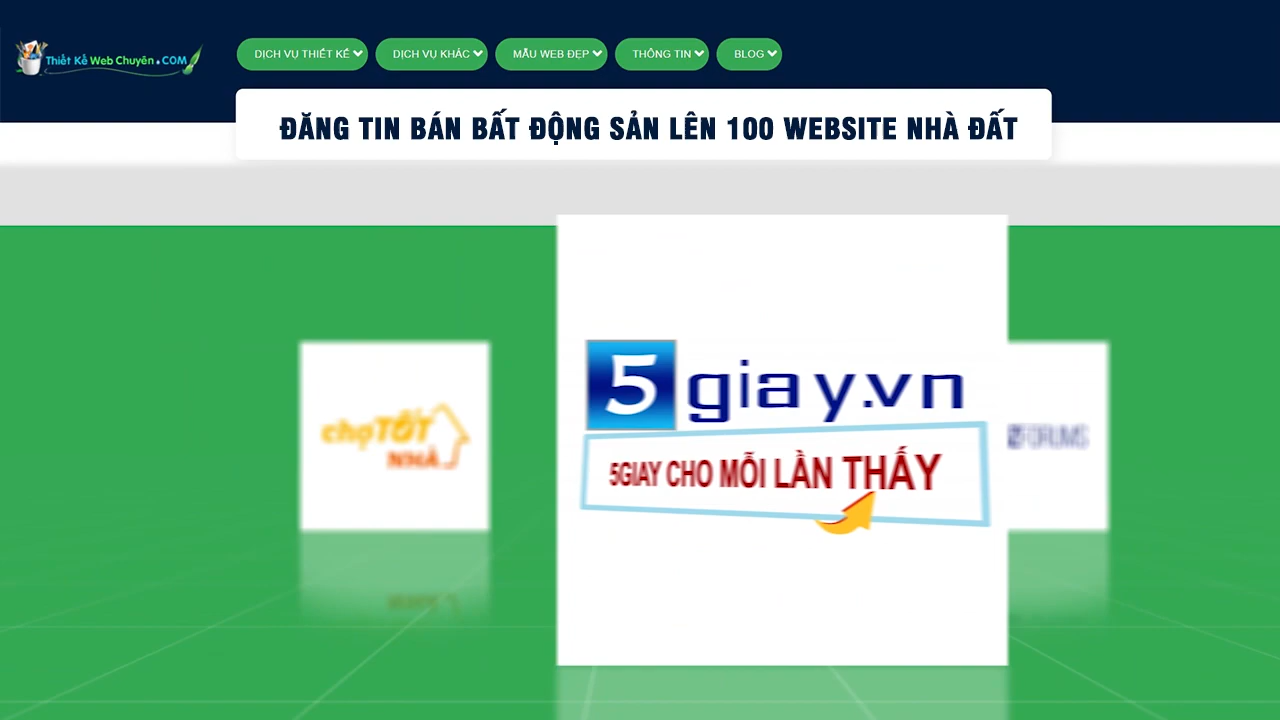 Thiết Kế Web Chuyên.COM
DỊCH VỤ THIẾT KẾ
DỊCH VỤ KHÁC
MẪU WEB ĐẸP
THÔNG TIN
BLOG
ĐĂNG TIN BÁN BẤT ĐỘNG SẢN LÊN 100 WEBSITE NHÀ ĐẤT
5giay.vn
5GIAY CHO MỖI LẦN THẤY
chợTỐT
NHÀ
FORUMS